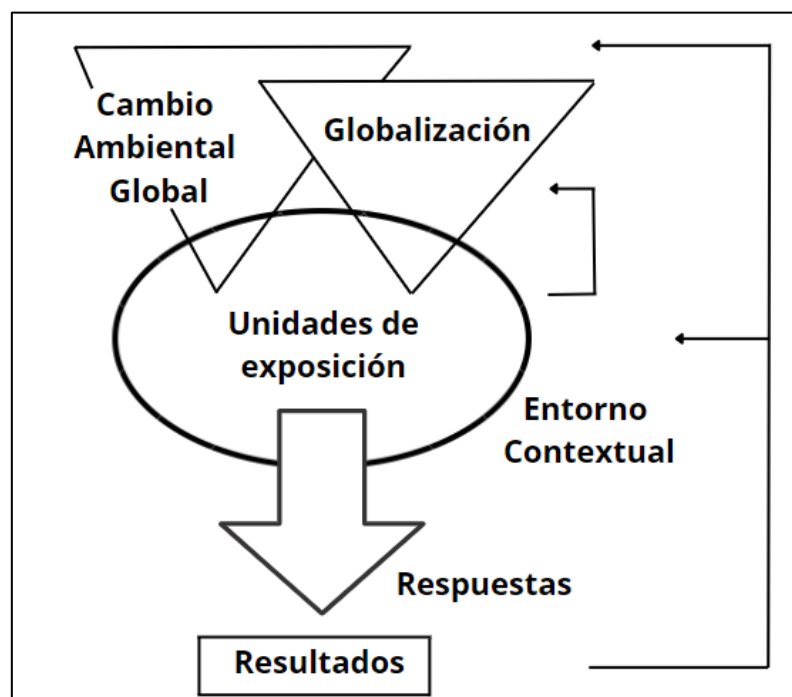 Cambio
Ambiental
Global
Globalización
Unidades de
exposición
Entorno
Contextual
Respuestas
Resultados